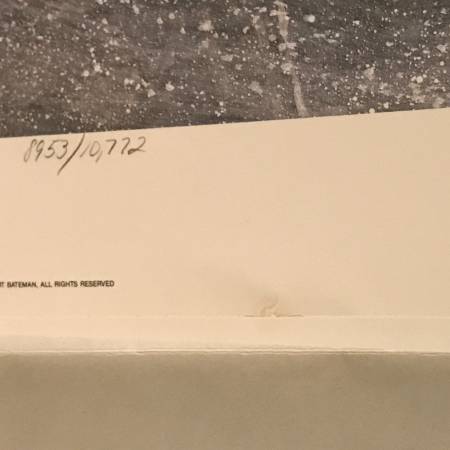 8953/10,772
BATEMAN, ALL RIGHTS RESERVED